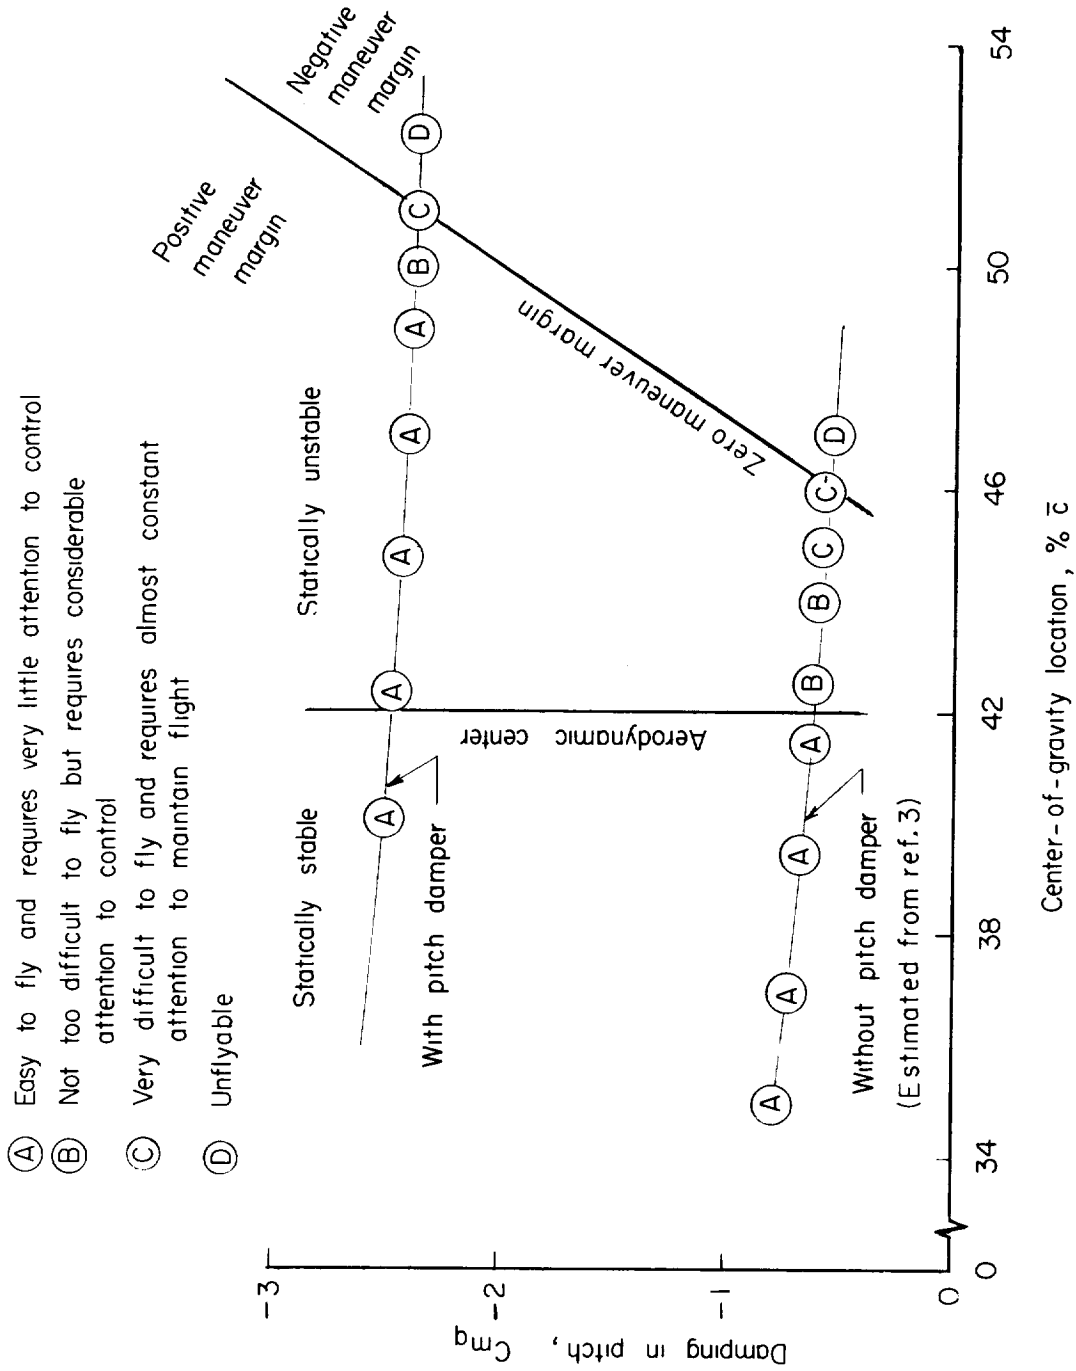 A Easy to fly and requires very little attention to control
B Not too difficult to fly but requires considerable
attention to control
C Very difficult to fly and requires almost constant
attention to maintain flight
D Unflyable
Positive
maneuver
margin
Negative
maneuver
margin
Statically stable
Statically unstable
A
A
A
A
A
B
C
D
With pitch damper
Aerodynamic center
Zero maneuver margin
A
A
A
A
B
B
C
C
D
Without pitch damper
(Estimated from ref. 3)
-3
-2
-1
0
Damping in pitch, Cmq
0
34
38
42
46
50
54
Center-of-gravity location, % c̄